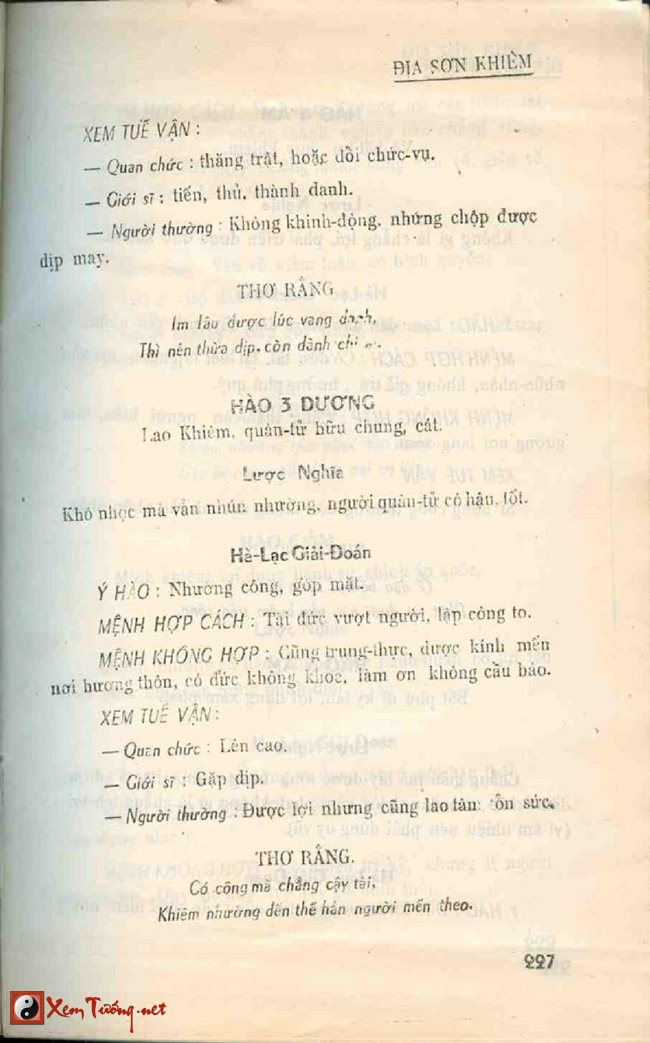 ĐỊA SƠN KHIÊM
XEM TUẾ VẬN :
— Quan chức : thăng trật, hoặc đổi chức-vụ.
— Giới sĩ : tiến, thủ, thành danh.
— Người thường : Không khinh-động, nhưng chộp được
dịp may.
THƠ RẰNG
Im lâu được lúc vang danh,
Thì nên thừa dịp, còn dành chi
HÀO 3 DƯƠNG
Lao Khiêm, quân-tử hữu chung, cát.
Lược Nghĩa
Khó nhọc mà vẫn nhún nhường, người quân-tử có hậu, tốt.
Hà-Lạc Giải-Đoán
Ý HÀO : Nhường công, góp mặt.
MỆNH HỢP CÁCH : Tài đức vượt người, lập công to.
MỆNH KHÔNG HỢP : Cũng trung-thực, được kính mến
nơi hương thôn, có đức không khoe, làm ơn không cầu báo.
XEM TUẾ VẬN :
— Quan chức : Lên cao.
— Giới sĩ : Gặp dịp.
— Người thường : Được lợi nhưng cũng lao tâm tổn sức.
THƠ RẰNG.
Có công mà chẳng cậy tài,
Khiêm nhường đến thế hẳn người mến theo.
227
XemTướng.net